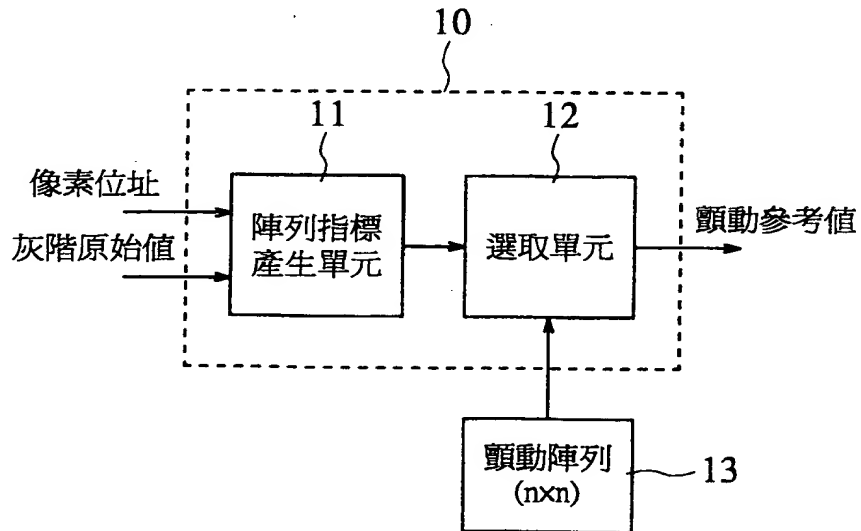 10
11
12
像素位址
灰階原始值
陣列指標
產生單元
選取單元
顫動參考值
顫動陣列
(n×n)
13